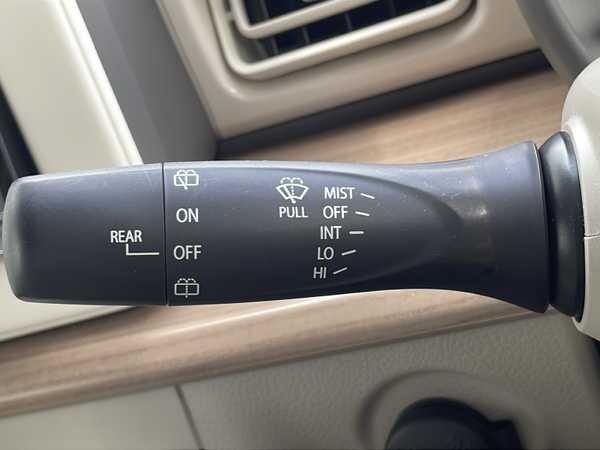 REAR
ON
OFF
PULL
MIST
OFF
INT
LO
HI